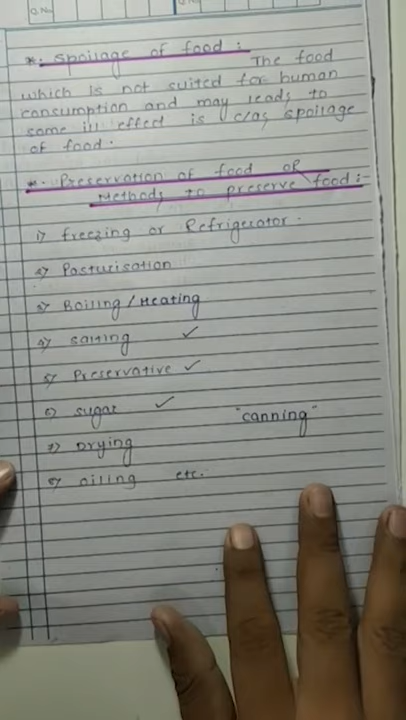 Q.No.
Q.No.
*. Spoilage of food :
The food
which is not suited for human
consumption and may leads to
some ill effect is c/as spoilage
of food.
*. Preservation of food or
Methods to preserve food:-
1) freezing or Refrigerator.
2) Pasturisation
3) Boiling / Heating
4) salting ✓
5) Preservative ✓
6) sugar ✓
"canning"
7) Drying
8) oiling etc.